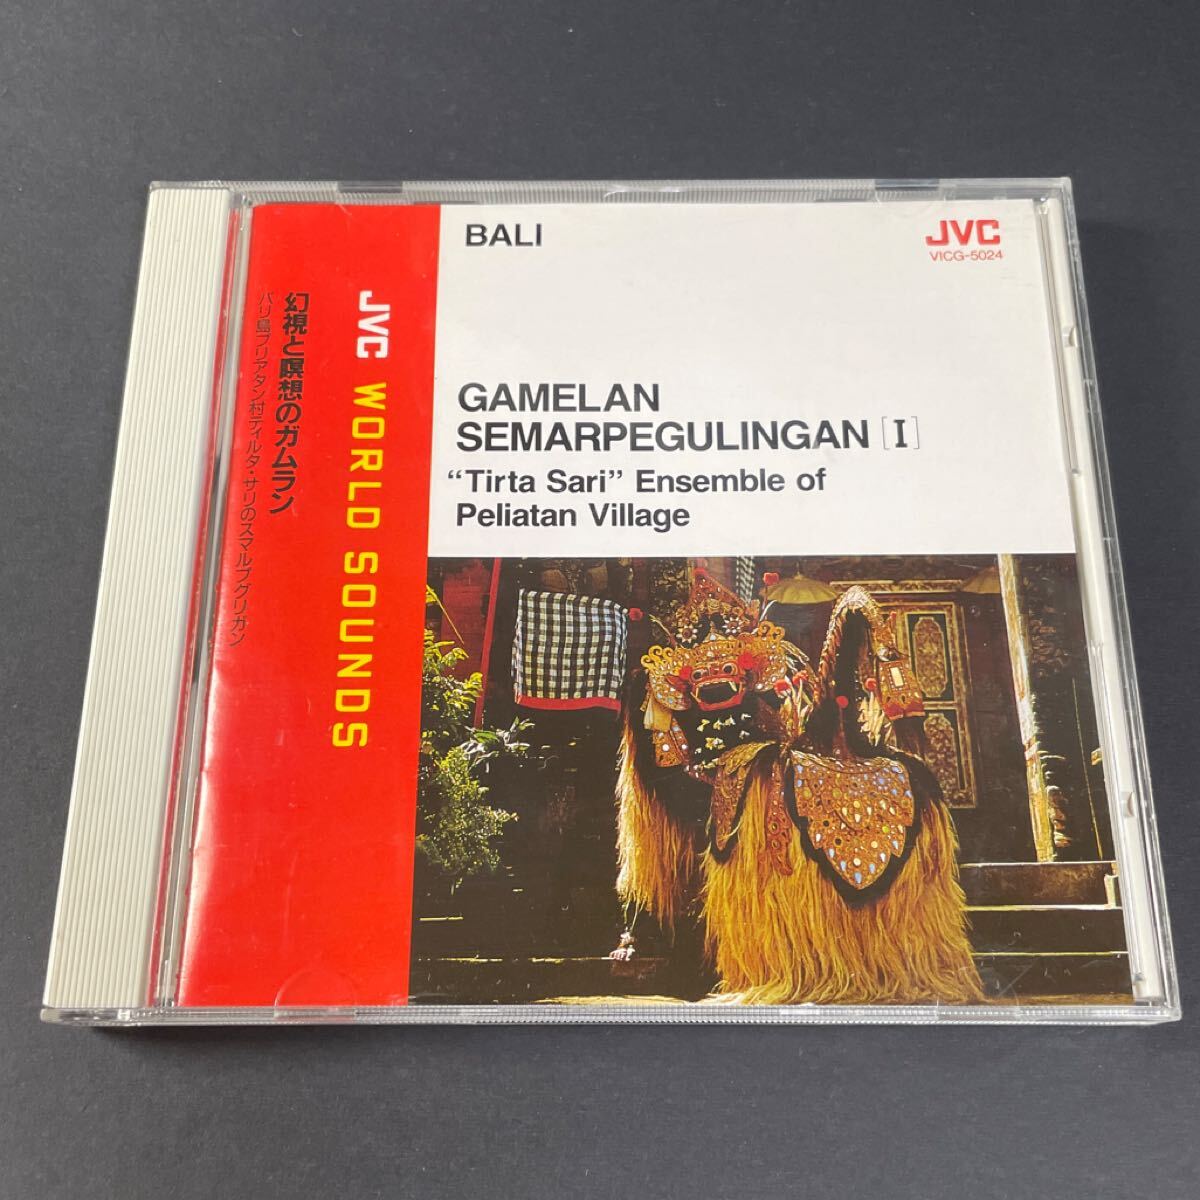 BALI
JVC
VICG-5024
GAMELAN
SEMARPEGULINGAN [I]
“Tirta Sari” Ensemble of
Peliatan Village
JVC WORLD SOUNDS
幻視と瞑想のガムラン
バリ島プリアタン村ティルタ・サリのスマルプグリガン